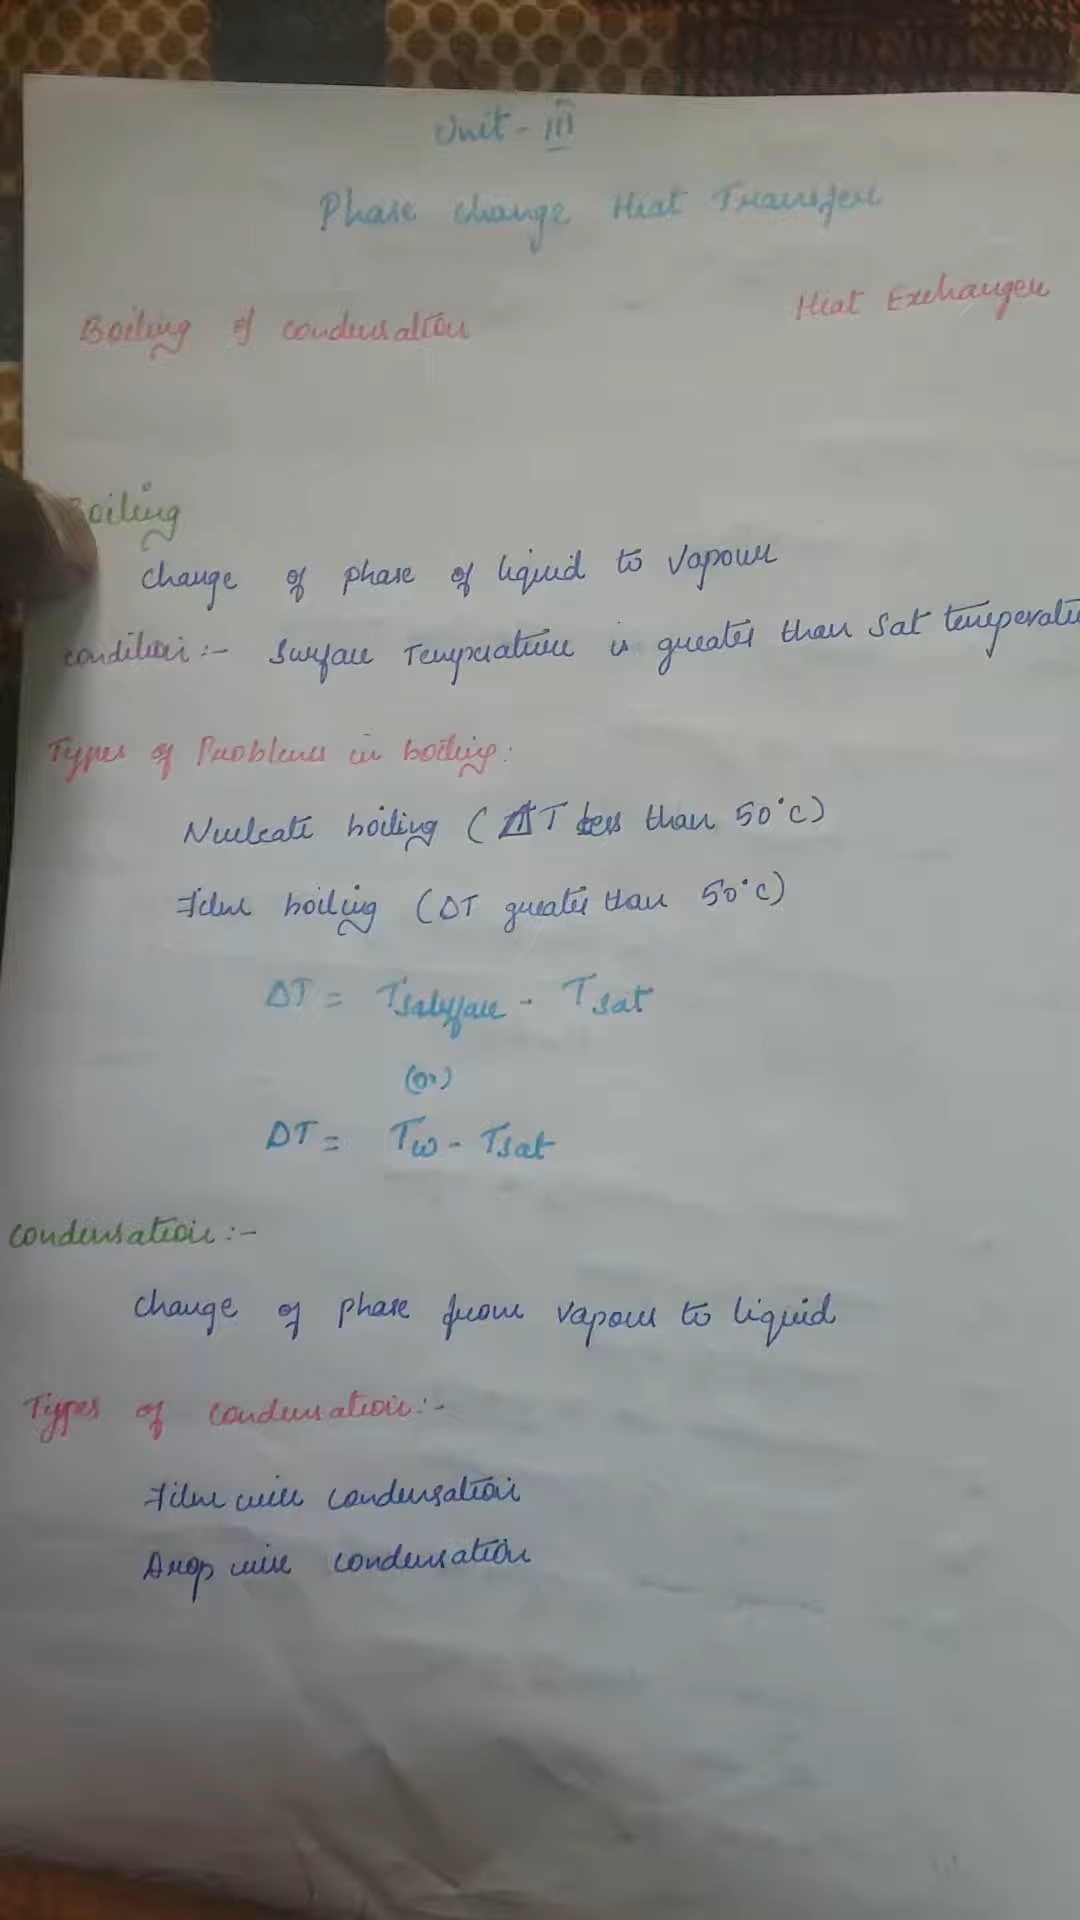 Unit - III
Phase change Heat Transfer
Boiling of condensation
Heat Exchanger
Boiling
change of phase of liquid to vapour
condition :- Surface Temperature is greater than Sat temperatu
Types of Problems in boiling:
Nucleate boiling (ΔT less than 50°C)
Film boiling (ΔT greater than 50°C)
ΔT = Tsurface - Tsat
(or)
ΔT = Tw - Tsat
condensation :-
change of phase from vapour to liquid
Types of condensation :-
Film wise condensation
Drop wise condensation